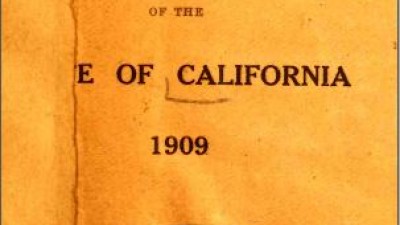 OF THE
E OF CALIFORNIA
1909